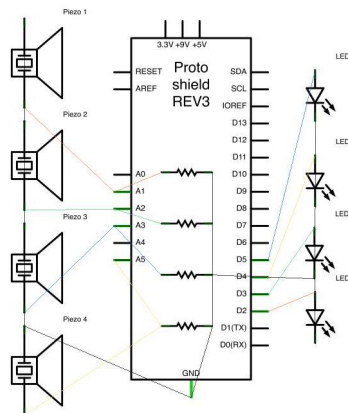 Piezo 1
Piezo 2
Piezo 3
Piezo 4
3.3V +9V +5V
Proto
shield
REV3
RESET
AREF
A0
A1
A2
A3
A4
A5
SDA
SCL
IOREF
D13
D12
D11
D10
D9
D8
D7
D6
D5
D4
D3
D2
D1(TX)
D0(RX)
GND
LED
LED
LED
LED